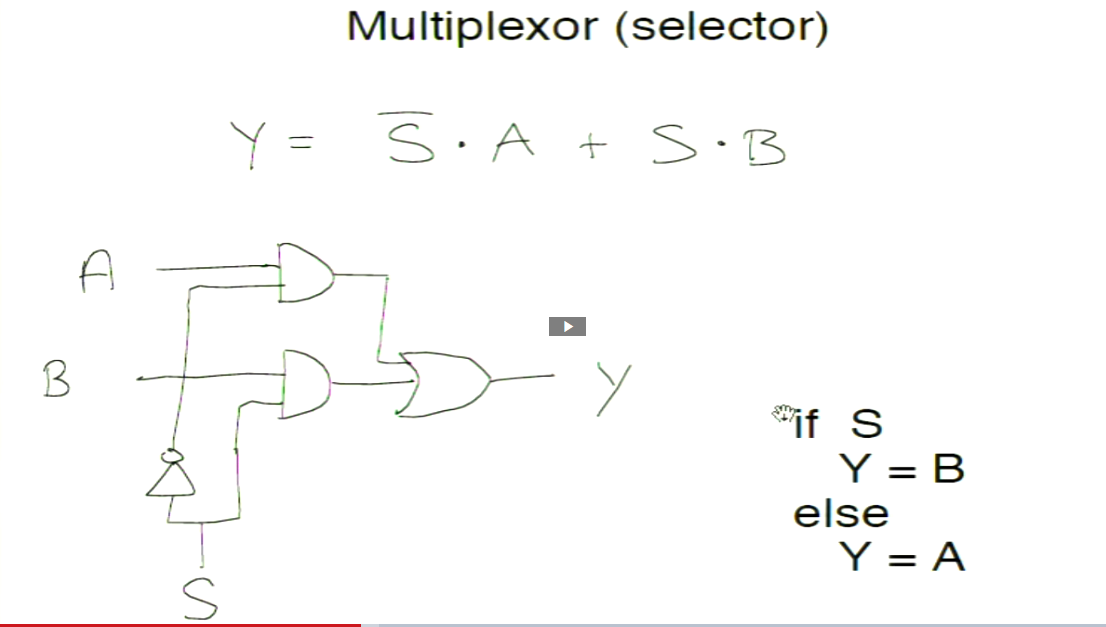 Multiplexor (selector)
Y = S̅ · A + S · B
A
B
Y
S
if S
Y = B
else
Y = A